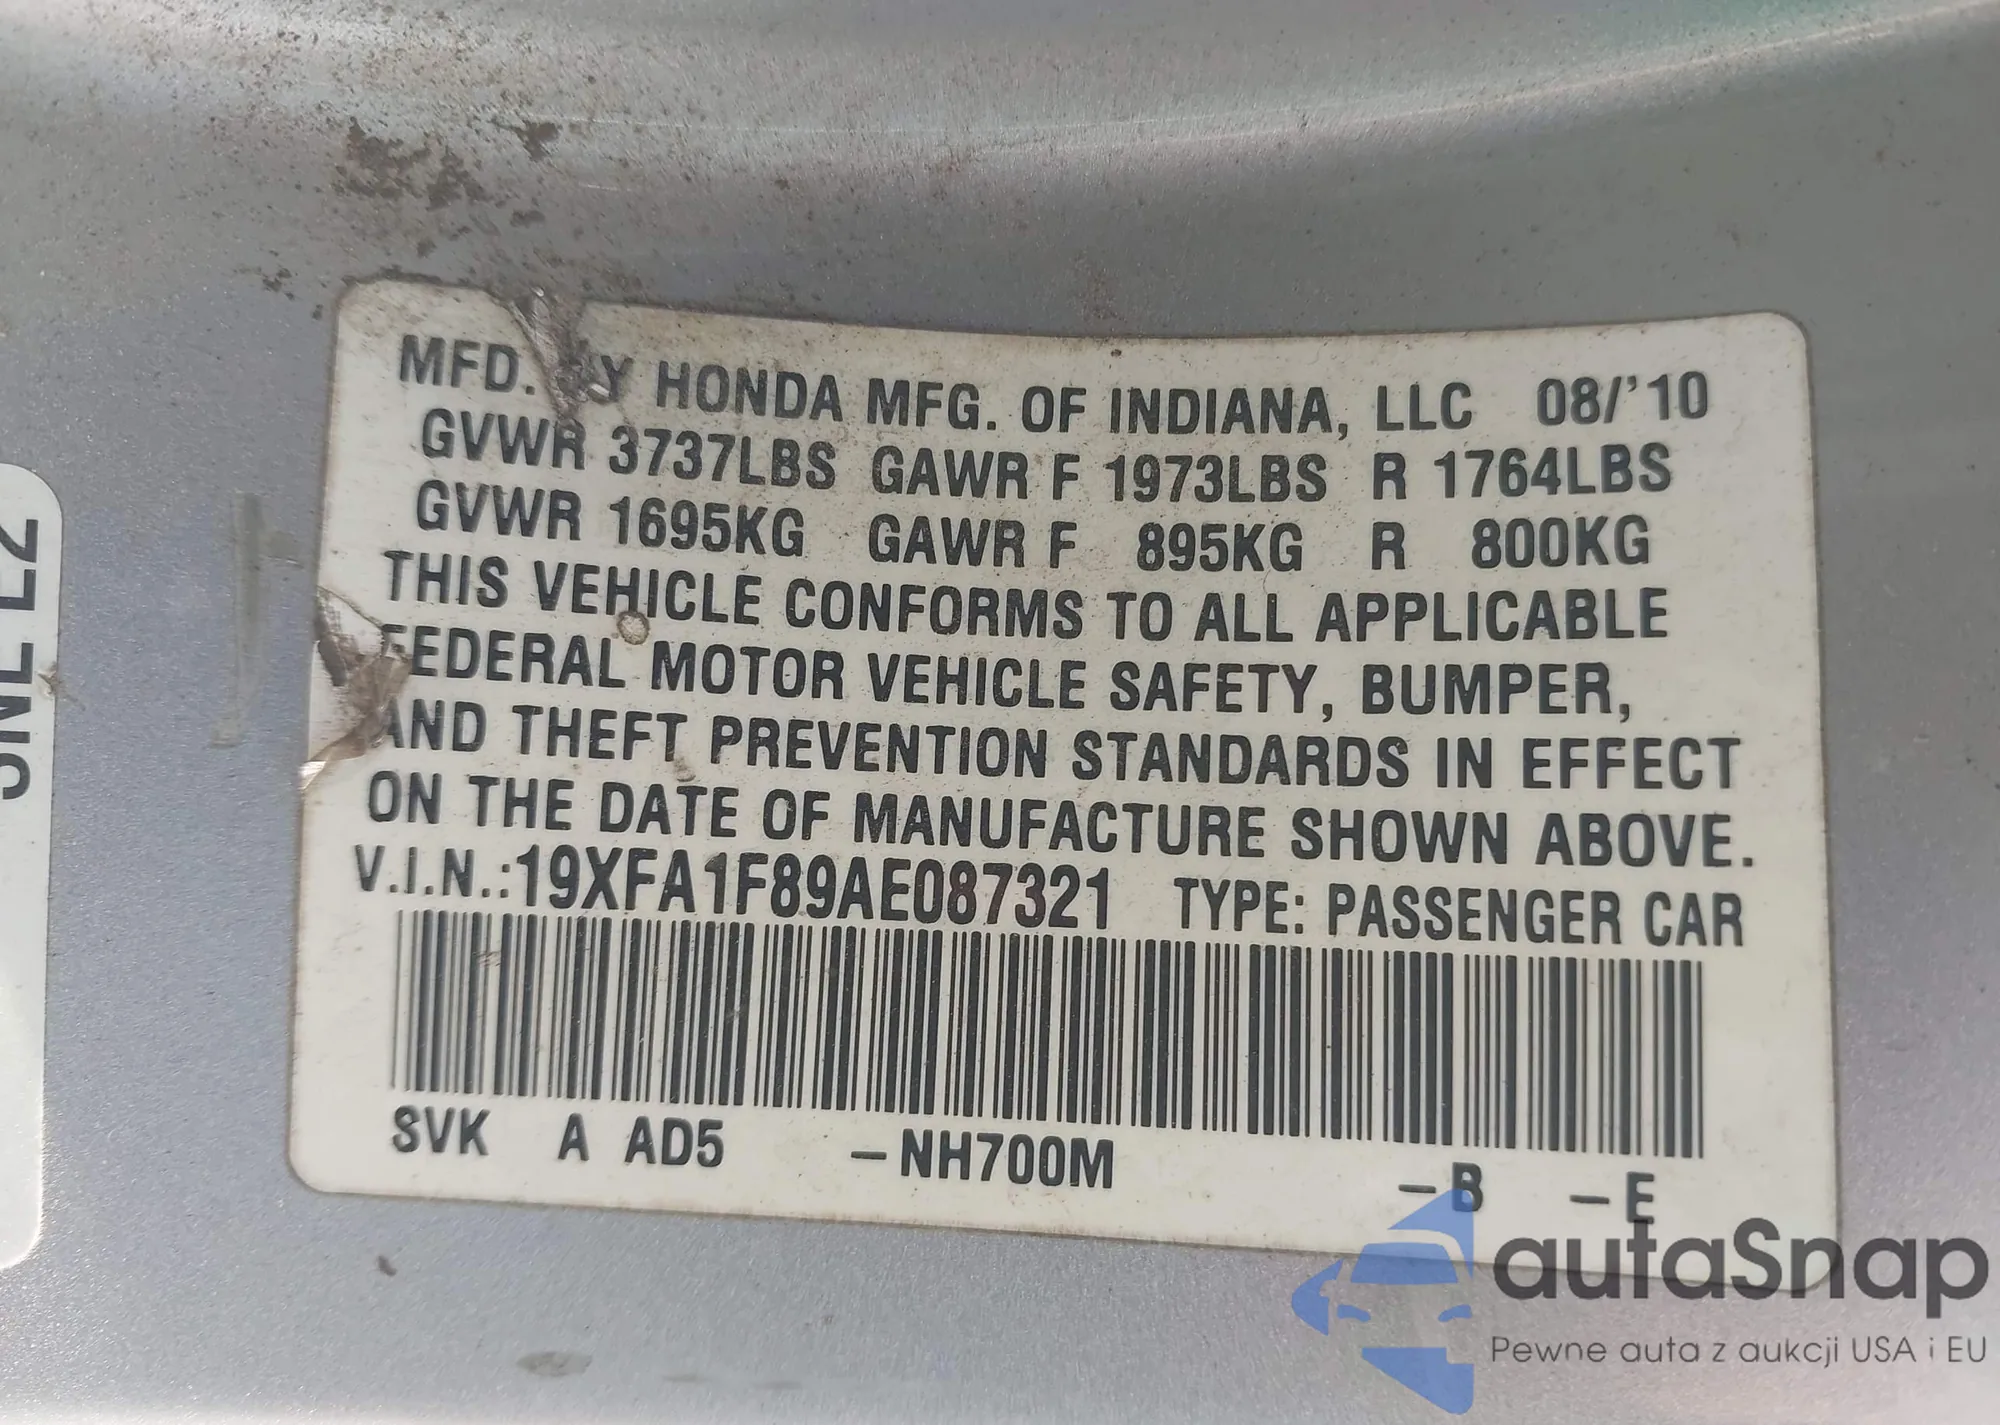 MFD. BY HONDA MFG. OF INDIANA, LLC 08/'10
GVWR 3737LBS GAWR F 1973LBS R 1764LBS
GVWR 1695KG GAWR F 895KG R 800KG
THIS VEHICLE CONFORMS TO ALL APPLICABLE
FEDERAL MOTOR VEHICLE SAFETY, BUMPER,
AND THEFT PREVENTION STANDARDS IN EFFECT
ON THE DATE OF MANUFACTURE SHOWN ABOVE.
V.I.N.:19XFA1F89AE087321 TYPE: PASSENGER CAR
SVK A AD5 -NH700M -B -E
autaSnap
Pewne auta z aukcji USA i EU